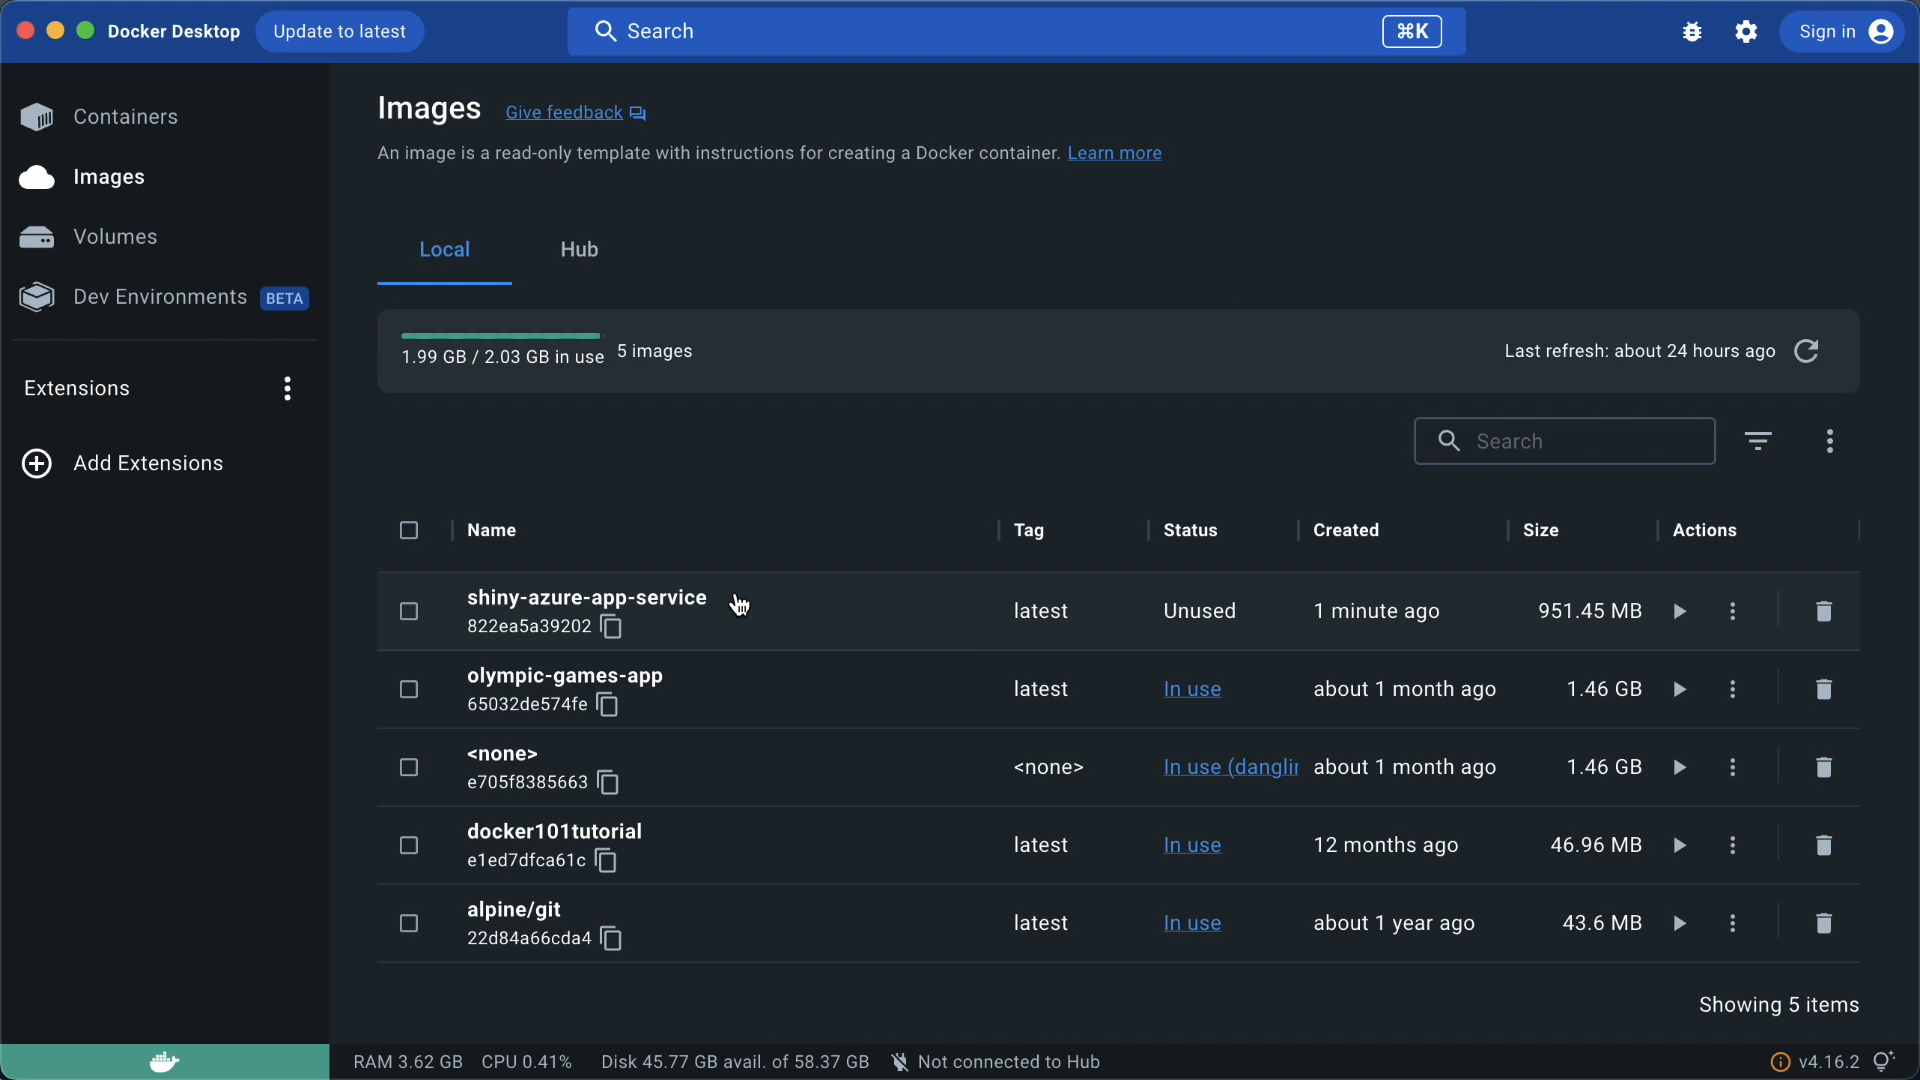 Docker Desktop
Update to latest
Search
⌘K
Sign in
Containers
Images
Volumes
Dev Environments BETA
Extensions
Add Extensions
Images
Give feedback
An image is a read-only template with instructions for creating a Docker container. Learn more
Local
Hub
1.99 GB / 2.03 GB in use
5 images
Last refresh: about 24 hours ago
Search
Name Tag Status Created Size Actions
shiny-azure-app-service
822ea5a39202
latest Unused 1 minute ago 951.45 MB
olympic-games-app
65032de574fe
latest In use about 1 month ago 1.46 GB
<none>
e705f8385663
<none> In use (danglin about 1 month ago 1.46 GB
docker101tutorial
e1ed7dfca61c
latest In use 12 months ago 46.96 MB
alpine/git
22d84a66cda4
latest In use about 1 year ago 43.6 MB
Showing 5 items
RAM 3.62 GB CPU 0.41% Disk 45.77 GB avail. of 58.37 GB Not connected to Hub
v4.16.2